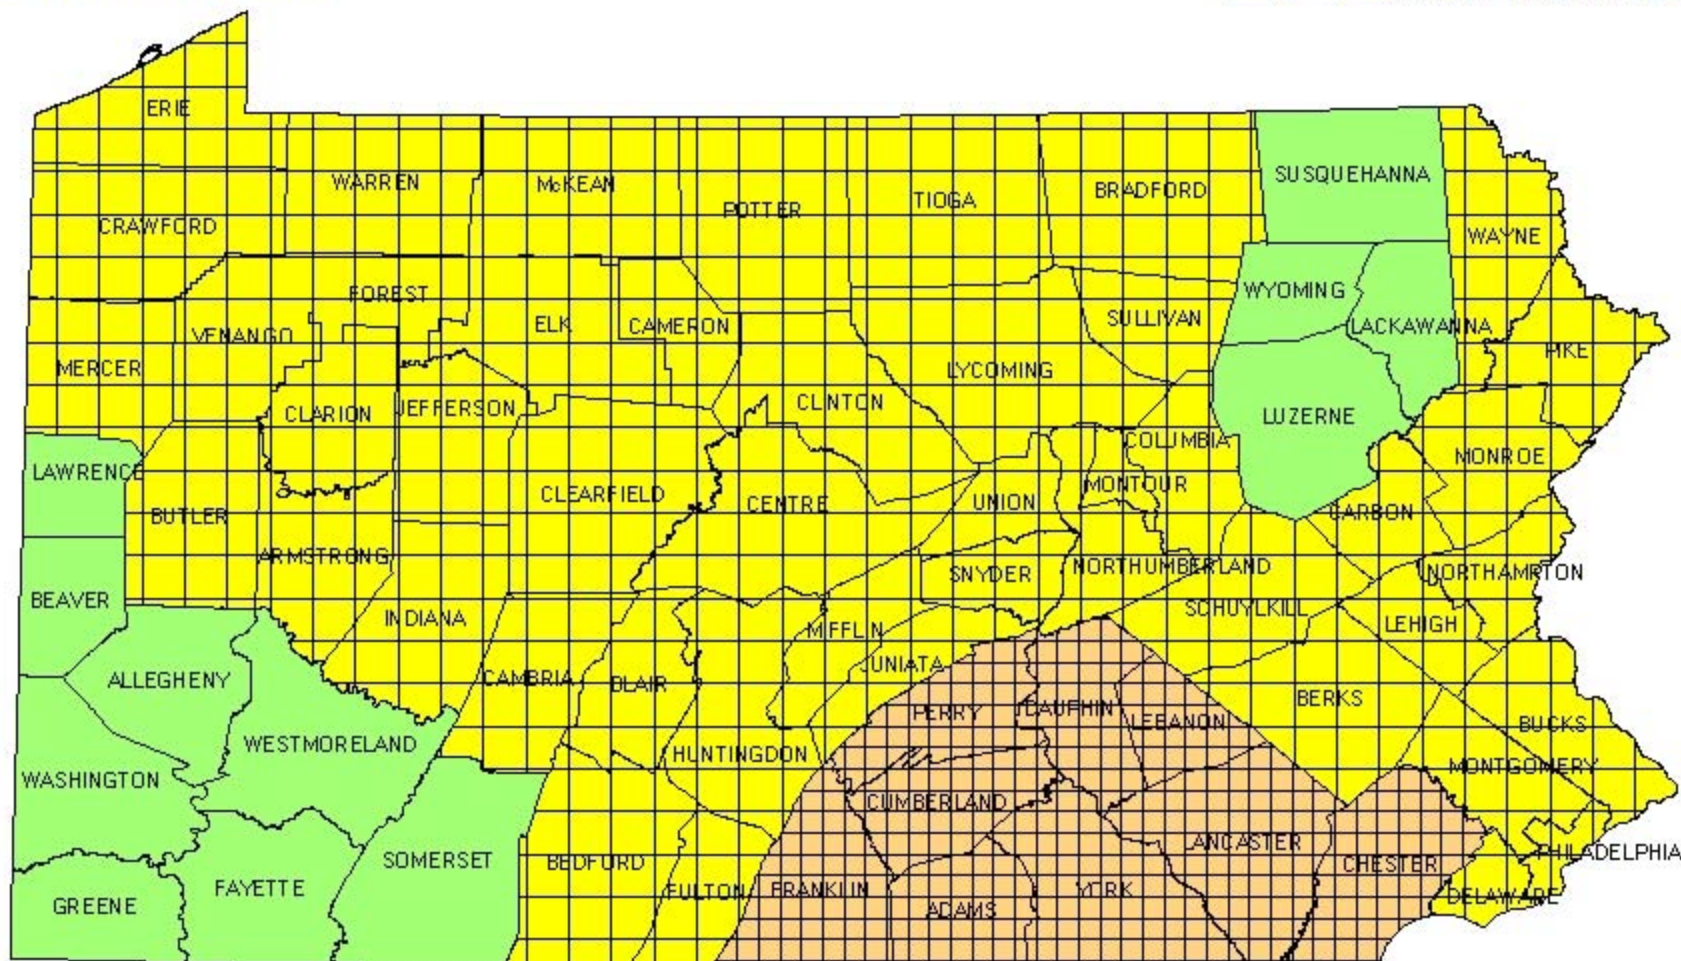 ERIE
WARREN
McKEAN
POTTER
TIOGA
BRADFORD
SUSQUEHANNA
CRAWFORD
WAYNE
FOREST
WYOMING
VENANGO
ELK
CAMERON
SULLIVAN
LACKAWANNA
MERCER
LYCOMING
PIKE
CLARION
JEFFERSON
CLINTON
LUZERNE
COLUMBIA
LAWRENCE
MONROE
CLEARFIELD
CENTRE
UNION
MONTOUR
BUTLER
CARBON
ARMSTRONG
SNYDER
NORTHUMBERLAND
NORTHAMPTON
BEAVER
INDIANA
MIFFLIN
SCHUYLKILL
LEHIGH
ALLEGHENY
CAMBRIA
BLAIR
JUNIATA
BERKS
PERRY
DAUPHIN
LEBANON
BUCKS
WESTMORELAND
HUNTINGDON
WASHINGTON
MONTGOMERY
CUMBERLAND
SOMERSET
BEDFORD
LANCASTER
CHESTER
PHILADELPHIA
GREENE
FAYETTE
FULTON
FRANKLIN
ADAMS
YORK
DELAWARE